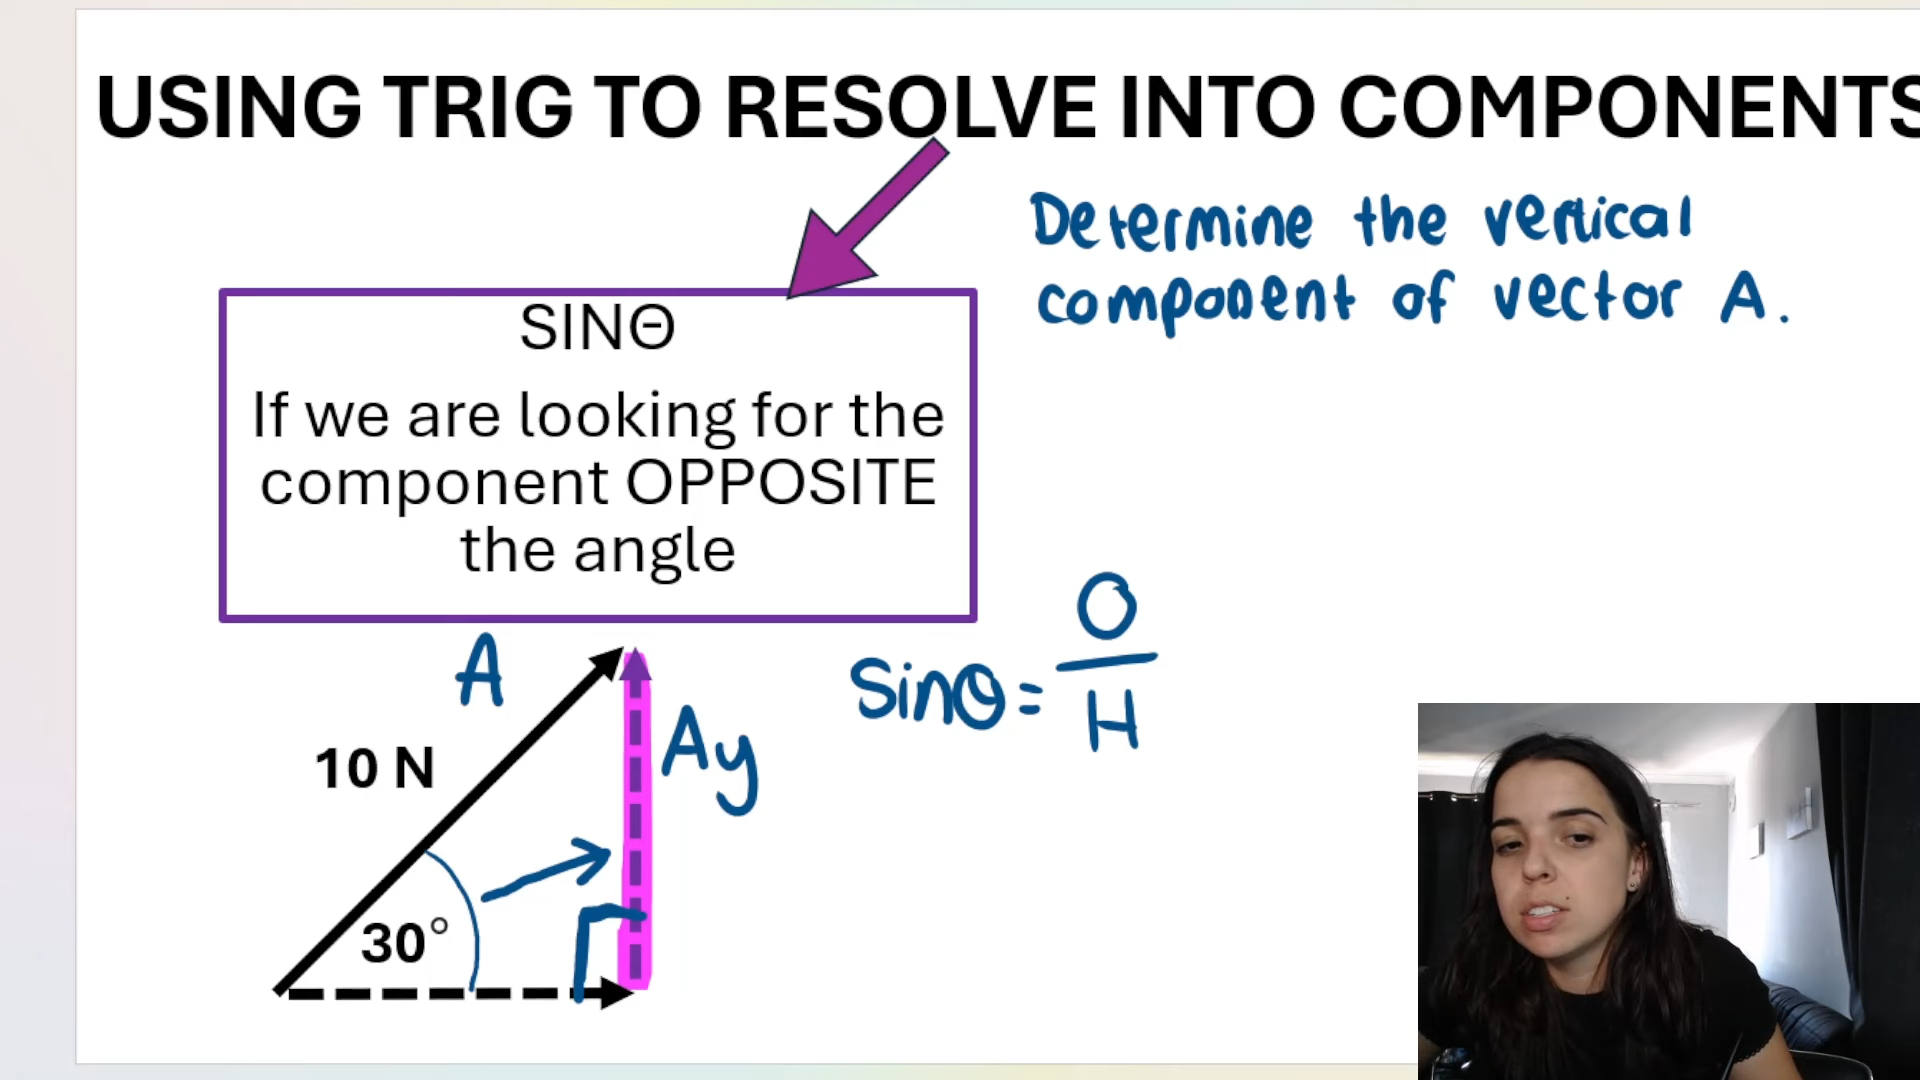 USING TRIG TO RESOLVE INTO COMPONENTS
Determine the vertical
component of vector A.
SINΘ
If we are looking for the
component OPPOSITE
the angle
A
10 N
Ay
30°
Sinθ = O
H